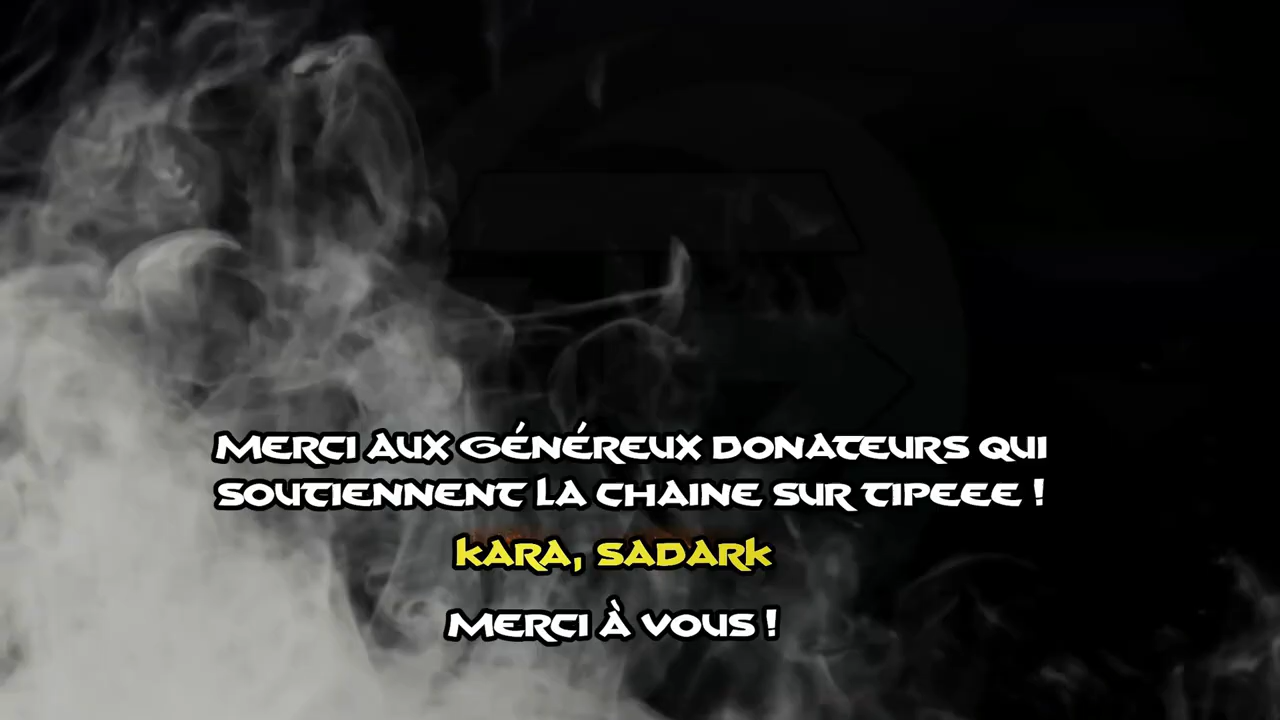 MERCI AUX GÉNÉREUX DONATEURS QUI
SOUTIENNENT LA CHAINE SUR TIPEEE !
KARA, SADARK
MERCI À VOUS !